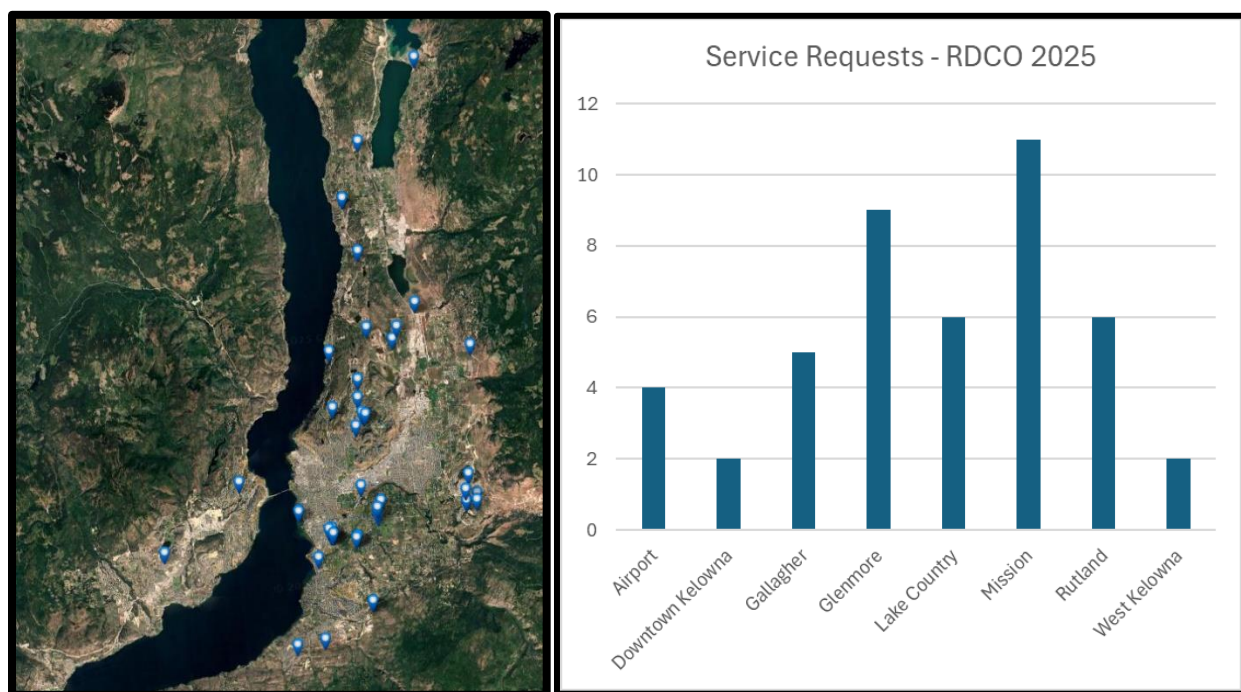 Service Requests - RDCO 2025
12
10
8
6
4
2
0
Airport
Downtown Kelowna
Gallagher
Glenmore
Lake Country
Mission
Rutland
West Kelowna